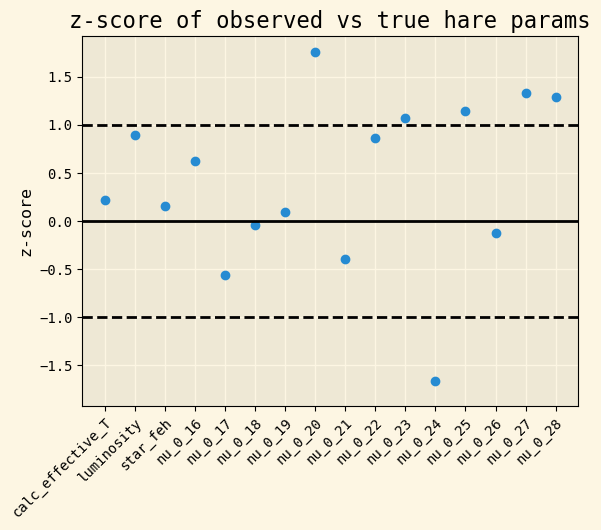 z-score of observed vs true hare params
z-score
1.5
1.0
0.5
0.0
−0.5
−1.0
−1.5
calc_effective_T
luminosity
star_feh
nu_0_16
nu_0_17
nu_0_18
nu_0_19
nu_0_20
nu_0_21
nu_0_22
nu_0_23
nu_0_24
nu_0_25
nu_0_26
nu_0_27
nu_0_28